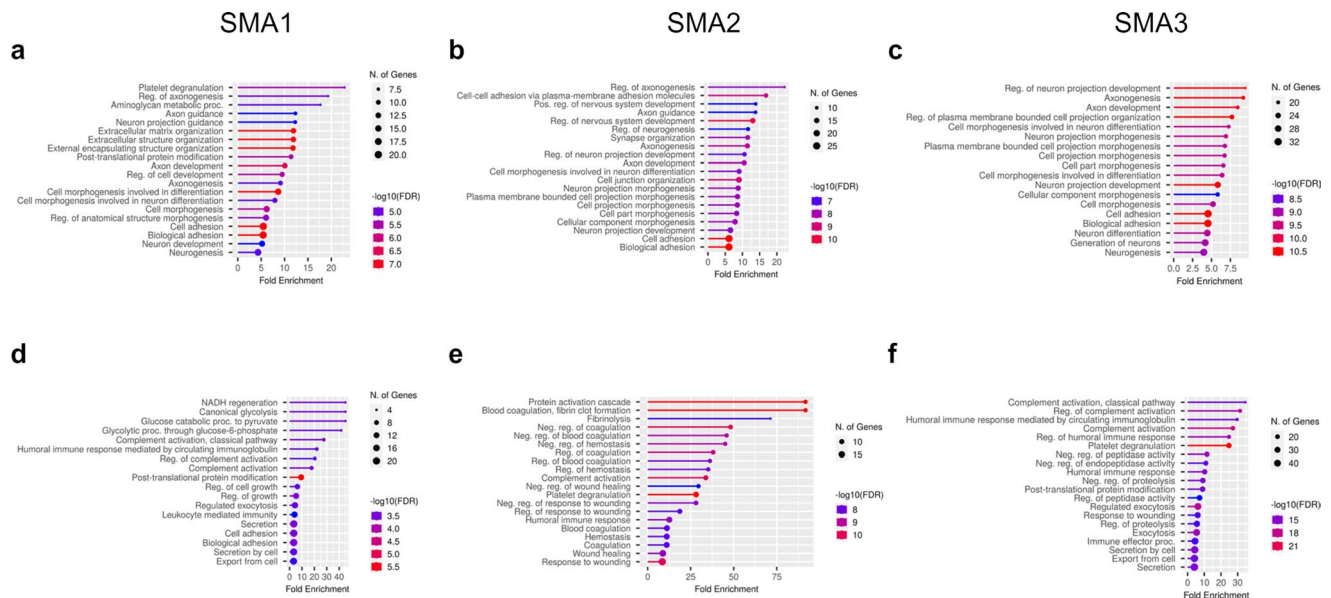 SMA1
SMA2
SMA3
a
Platelet degranulation
Reg. of axonogenesis
Aminoglycan metabolic proc.
Axon guidance
Neuron projection guidance
Extracellular matrix organization
Extracellular structure organization
External encapsulating structure organization
Post-translational protein modification
Axon development
Reg. of cell development
Axonogenesis
Cell morphogenesis involved in differentiation
Cell morphogenesis involved in neuron differentiation
Cell morphogenesis
Reg. of anatomical structure morphogenesis
Cell adhesion
Biological adhesion
Neuron development
Neurogenesis
0 5 10 15 20
Fold Enrichment
N. of Genes
7.5
10.0
12.5
15.0
17.5
20.0
-log10(FDR)
5.0
5.5
6.0
6.5
7.0
b
Reg. of axonogenesis
Cell-cell adhesion via plasma-membrane adhesion molecules
Pos. reg. of nervous system development
Axon guidance
Reg. of nervous system development
Reg. of neurogenesis
Synapse organization
Axonogenesis
Reg. of neuron projection development
Axon development
Cell morphogenesis involved in neuron differentiation
Cell junction organization
Neuron projection morphogenesis
Plasma membrane bounded cell projection morphogenesis
Cell projection morphogenesis
Cell part morphogenesis
Cellular component morphogenesis
Neuron projection development
Cell adhesion
Biological adhesion
0 5 10 15 20
Fold Enrichment
N. of Genes
10
15
20
25
-log10(FDR)
7
8
9
10
c
Reg. of neuron projection development
Axonogenesis
Axon development
Reg. of plasma membrane bounded cell projection organization
Cell morphogenesis involved in neuron differentiation
Neuron projection morphogenesis
Plasma membrane bounded cell projection morphogenesis
Cell projection morphogenesis
Cell part morphogenesis
Cell morphogenesis involved in differentiation
Neuron projection development
Cellular component morphogenesis
Cell morphogenesis
Cell adhesion
Biological adhesion
Neuron differentiation
Generation of neurons
Neurogenesis
0.0 2.5 5.0 7.5
Fold Enrichment
N. of Genes
20
24
28
32
-log10(FDR)
8.5
9.0
9.5
10.0
10.5
d
NADH regeneration
Canonical glycolysis
Glucose catabolic proc. to pyruvate
Glycolytic proc. through glucose-6-phosphate
Complement activation, classical pathway
Humoral immune response mediated by circulating immunoglobulin
Reg. of complement activation
Complement activation
Post-translational protein modification
Reg. of cell growth
Reg. of growth
Regulated exocytosis
Leukocyte mediated immunity
Secretion
Cell adhesion
Biological adhesion
Secretion by cell
Export from cell
0 10 20 30 40
Fold Enrichment
N. of Genes
4
8
12
16
20
-log10(FDR)
3.5
4.0
4.5
5.0
5.5
e
Protein activation cascade
Blood coagulation, fibrin clot formation
Fibrinolysis
Neg. reg. of coagulation
Neg. reg. of blood coagulation
Neg. reg. of hemostasis
Reg. of coagulation
Reg. of blood coagulation
Reg. of hemostasis
Complement activation
Neg. reg. of wound healing
Platelet degranulation
Neg. reg. of response to wounding
Reg. of response to wounding
Humoral immune response
Blood coagulation
Hemostasis
Coagulation
Wound healing
Response to wounding
0 25 50 75
Fold Enrichment
N. of Genes
10
15
-log10(FDR)
8
9
10
f
Complement activation, classical pathway
Reg. of complement activation
Humoral immune response mediated by circulating immunoglobulin
Complement activation
Reg. of humoral immune response
Platelet degranulation
Neg. reg. of peptidase activity
Neg. reg. of endopeptidase activity
Humoral immune response
Neg. reg. of proteolysis
Post-translational protein modification
Reg. of peptidase activity
Regulated exocytosis
Response to wounding
Reg. of proteolysis
Exocytosis
Immune effector proc.
Secretion by cell
Export from cell
Secretion
0 10 20 30
Fold Enrichment
N. of Genes
20
30
40
-log10(FDR)
15
18
21